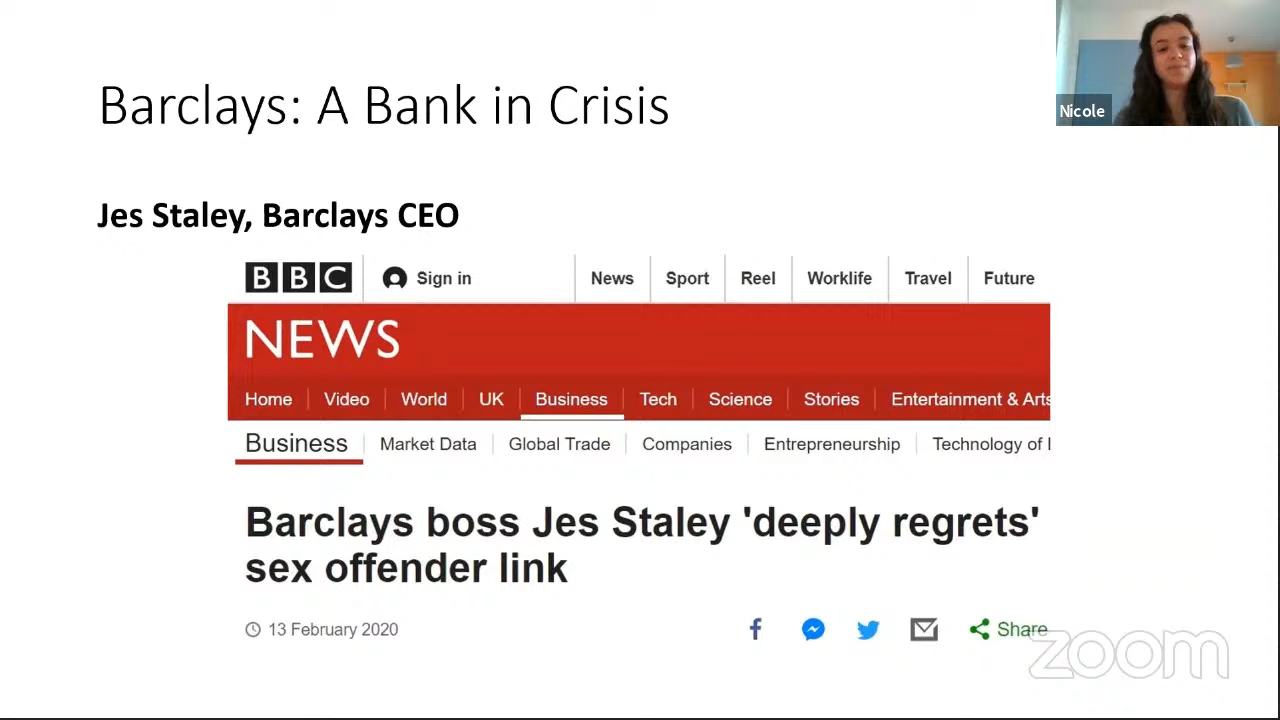 Barclays: A Bank in Crisis
Nicole
Jes Staley, Barclays CEO
BBC Sign in News Sport Reel Worklife Travel Future
NEWS
Home Video World UK Business Tech Science Stories Entertainment & Arts
Business Market Data Global Trade Companies Entrepreneurship Technology of
Barclays boss Jes Staley 'deeply regrets'
sex offender link
13 February 2020 Share
zoom